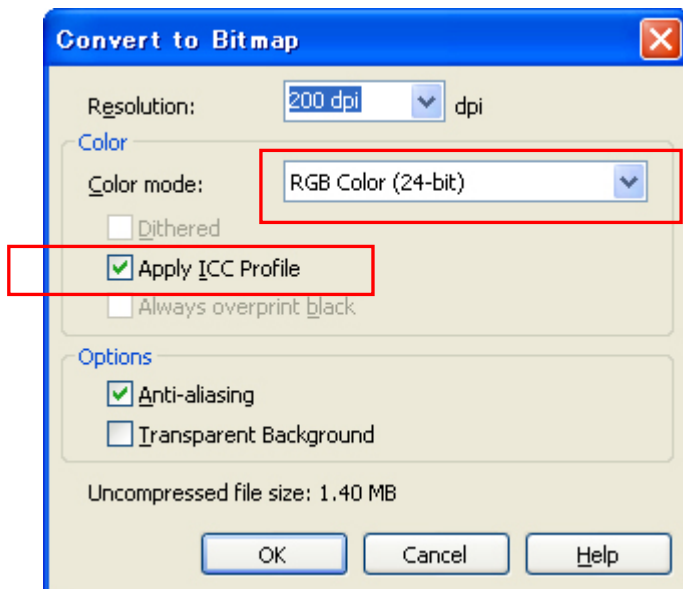 Convert to Bitmap
Resolution: 200 dpi dpi
Color
Color mode: RGB Color (24-bit)
Dithered
Apply ICC Profile
Always overprint black
Options
Anti-aliasing
Transparent Background
Uncompressed file size: 1.40 MB
OK Cancel Help